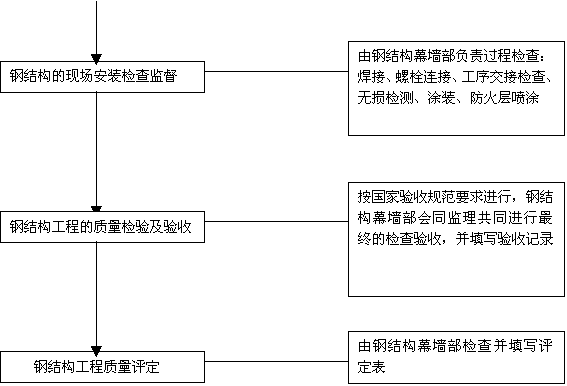 钢结构的现场安装检查监督
由钢结构幕墙部负责过程检查：
焊接、螺栓连接、工序交接检查、
无损检测、涂装、防火层喷涂
钢结构工程的质量检验及验收
按国家验收规范要求进行，钢结
构幕墙部会同监理共同进行最
终的检查验收，并填写验收记录
钢结构工程质量评定
由钢结构幕墙部检查并填写评
定表